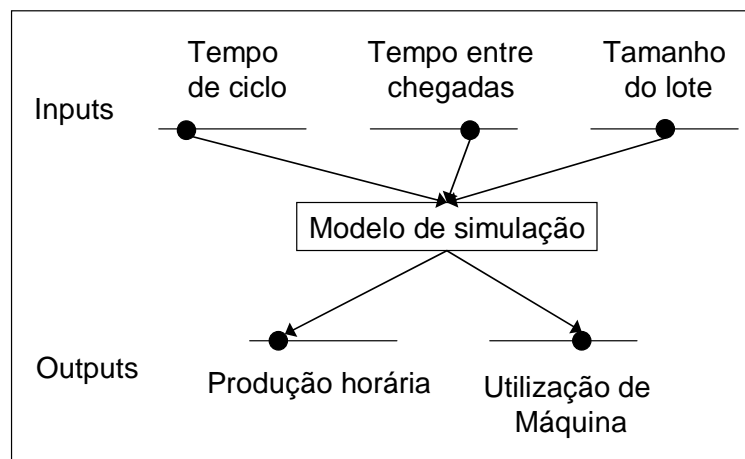 Tempo
de ciclo
Tempo entre
chegadas
Tamanho
do lote
Inputs
Modelo de simulação
Outputs
Produção horária
Utilização de
Máquina